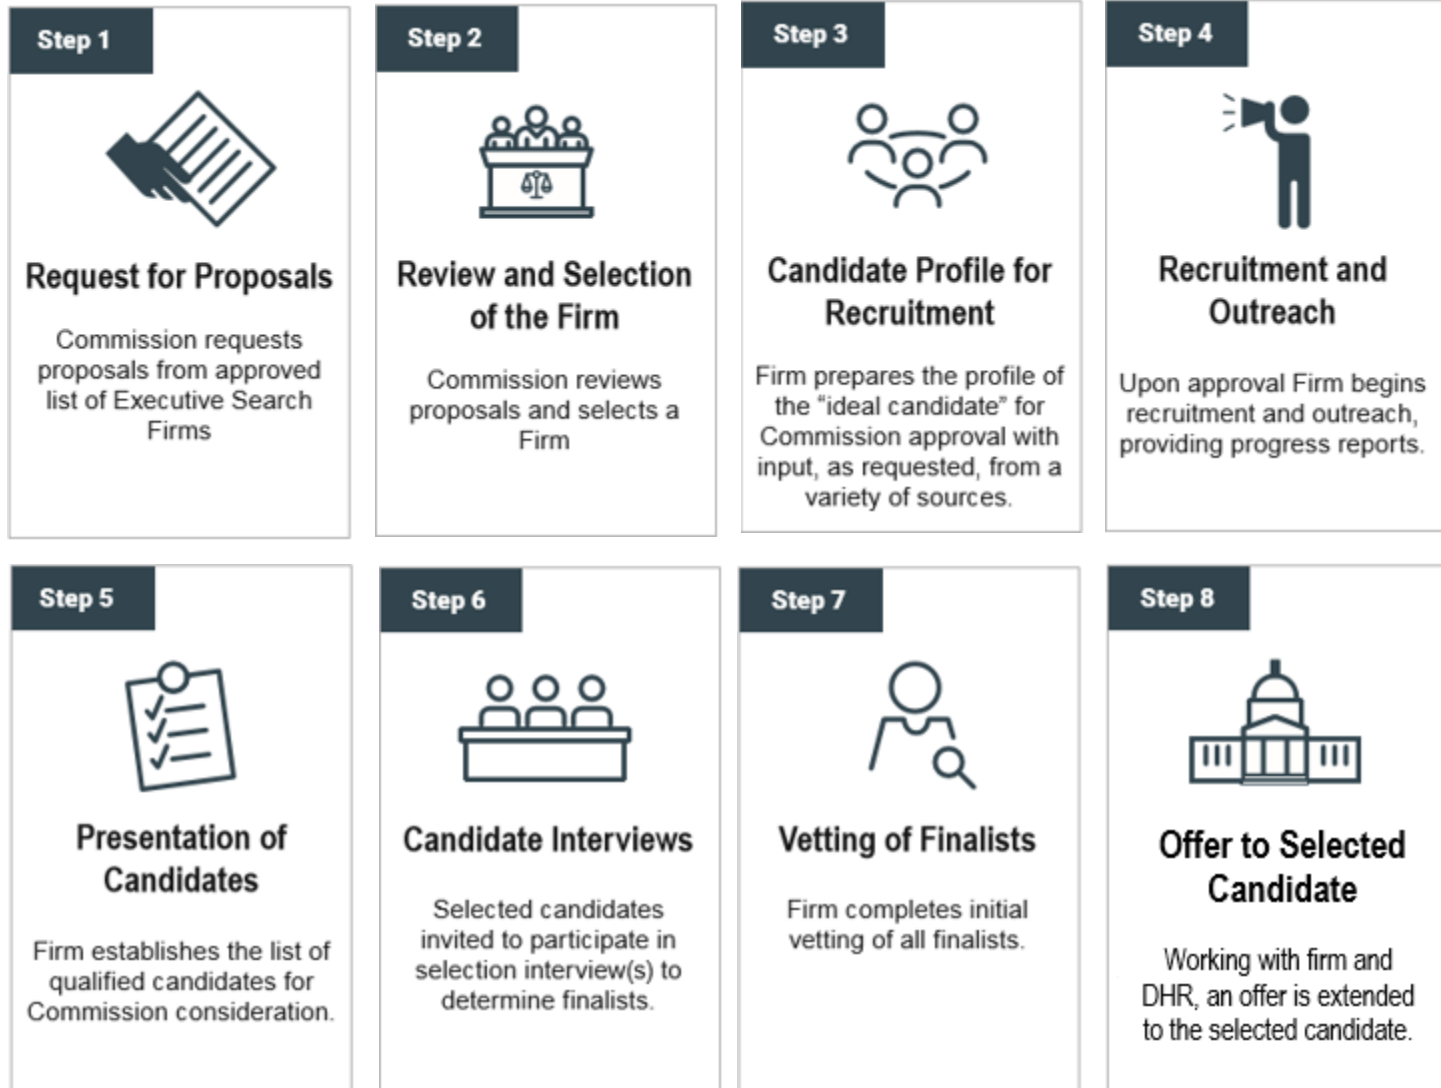 Step 1
Request for Proposals
Commission requests
proposals from approved
list of Executive Search
Firms
Step 2
Review and Selection
of the Firm
Commission reviews
proposals and selects a
Firm
Step 3
Candidate Profile for
Recruitment
Firm prepares the profile of
the “ideal candidate” for
Commission approval with
input, as requested, from a
variety of sources.
Step 4
Recruitment and
Outreach
Upon approval Firm begins
recruitment and outreach,
providing progress reports.
Step 5
Presentation of
Candidates
Firm establishes the list of
qualified candidates for
Commission consideration.
Step 6
Candidate Interviews
Selected candidates
invited to participate in
selection interview(s) to
determine finalists.
Step 7
Vetting of Finalists
Firm completes initial
vetting of all finalists.
Step 8
Offer to Selected
Candidate
Working with firm and
DHR, an offer is extended
to the selected candidate.